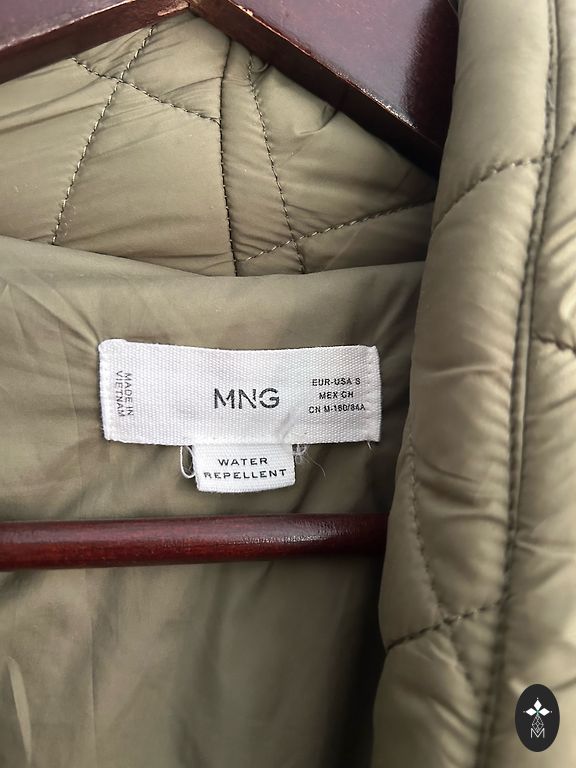 MADE IN
VIETNAM
MNG
EUR-USA S
MEX CH
CN M-160/84A
WATER
REPELLENT
M